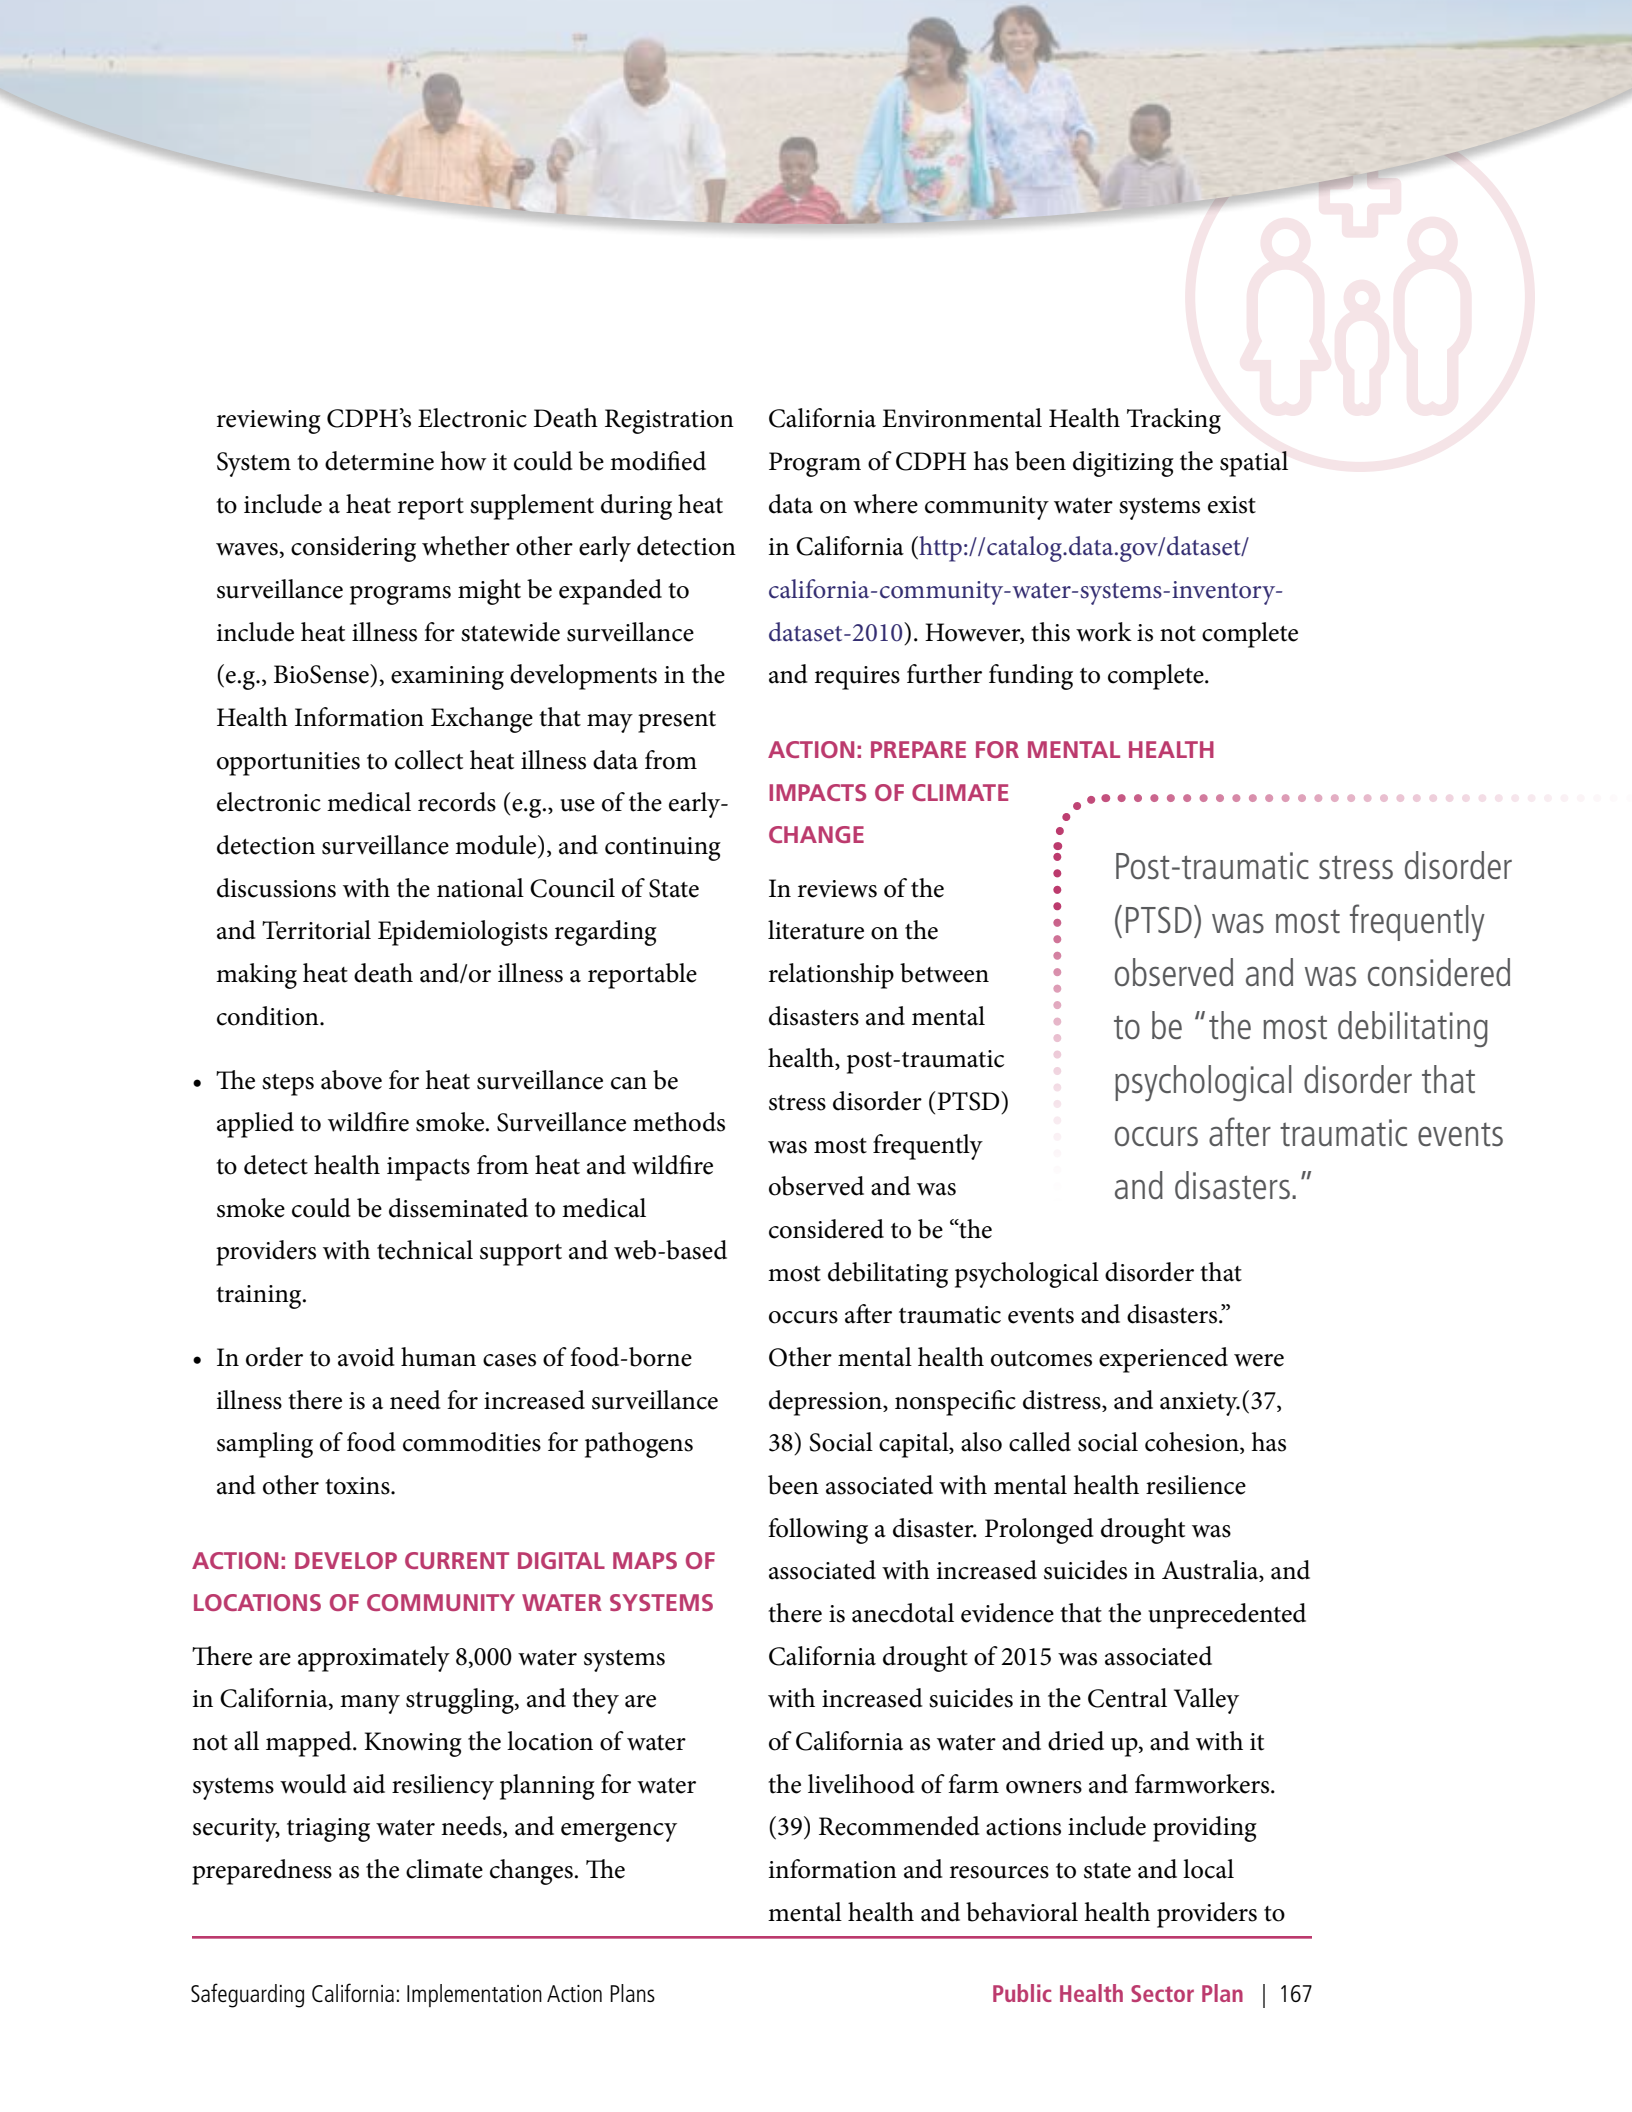 reviewing CDPH’s Electronic Death Registration
System to determine how it could be modified
to include a heat report supplement during heat
waves, considering whether other early detection
surveillance programs might be expanded to
include heat illness for statewide surveillance
(e.g., BioSense), examining developments in the
Health Information Exchange that may present
opportunities to collect heat illness data from
electronic medical records (e.g., use of the early-
detection surveillance module), and continuing
discussions with the national Council of State
and Territorial Epidemiologists regarding
making heat death and/or illness a reportable
condition.
• The steps above for heat surveillance can be
applied to wildfire smoke. Surveillance methods
to detect health impacts from heat and wildfire
smoke could be disseminated to medical
providers with technical support and web-based
training.
• In order to avoid human cases of food-borne
illness there is a need for increased surveillance
sampling of food commodities for pathogens
and other toxins.
ACTION: DEVELOP CURRENT DIGITAL MAPS OF
LOCATIONS OF COMMUNITY WATER SYSTEMS
There are approximately 8,000 water systems
in California, many struggling, and they are
not all mapped. Knowing the location of water
systems would aid resiliency planning for water
security, triaging water needs, and emergency
preparedness as the climate changes. The
California Environmental Health Tracking
Program of CDPH has been digitizing the spatial
data on where community water systems exist
in California (http://catalog.data.gov/dataset/
california-community-water-systems-inventory-
dataset-2010). However, this work is not complete
and requires further funding to complete.
ACTION: PREPARE FOR MENTAL HEALTH
IMPACTS OF CLIMATE
CHANGE
In reviews of the
literature on the
relationship between
disasters and mental
health, post-traumatic
stress disorder (PTSD)
was most frequently
observed and was
considered to be “the
most debilitating psychological disorder that
occurs after traumatic events and disasters.”
Other mental health outcomes experienced were
depression, nonspecific distress, and anxiety.(37,
38) Social capital, also called social cohesion, has
been associated with mental health resilience
following a disaster. Prolonged drought was
associated with increased suicides in Australia, and
there is anecdotal evidence that the unprecedented
California drought of 2015 was associated
with increased suicides in the Central Valley
of California as water and dried up, and with it
the livelihood of farm owners and farmworkers.
(39) Recommended actions include providing
information and resources to state and local
mental health and behavioral health providers to
Post-traumatic stress disorder
(PTSD) was most frequently
observed and was considered
to be “the most debilitating
psychological disorder that
occurs after traumatic events
and disasters.”
Safeguarding California: Implementation Action Plans
Public Health Sector Plan | 167